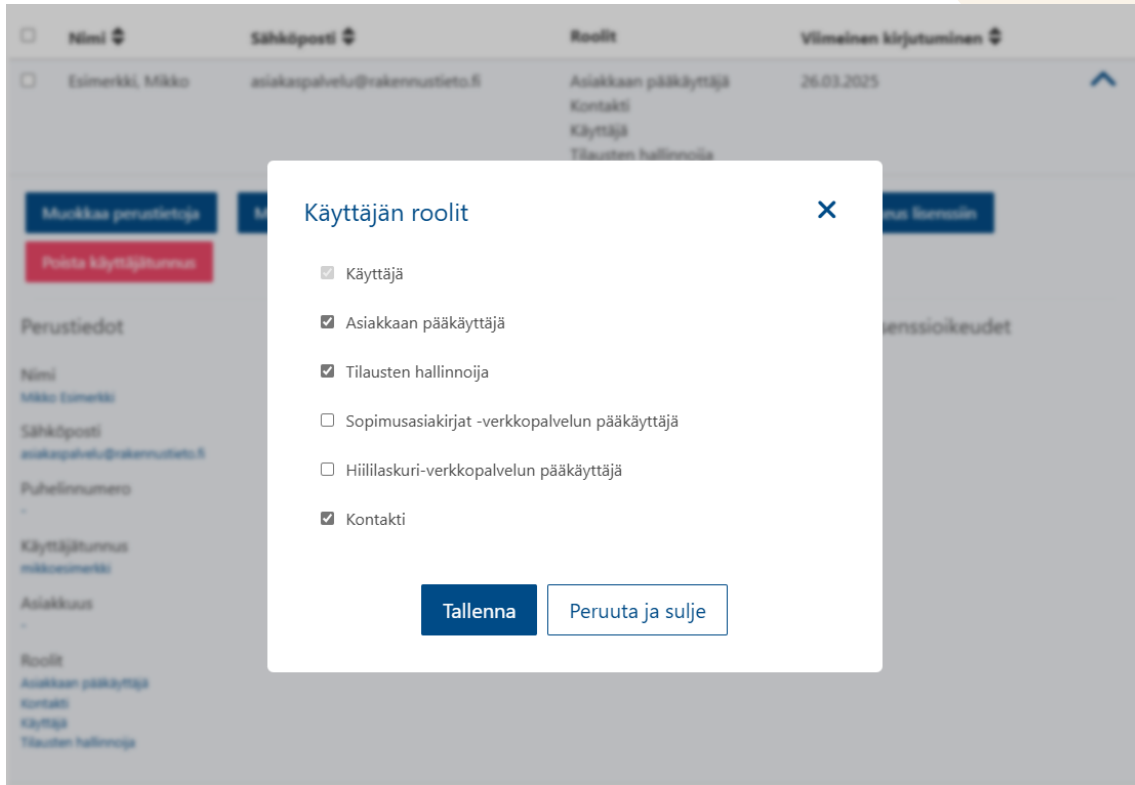 Nimi Sähköposti Roolit Viimeinen kirjutuminen
Esimerkki, Mikko asiakaspalvelu@rakennustieto.fi Asiakkaan pääkäyttäjä 26.03.2025
Kontakti
Käyttäjä
Tilausten hallinnoija
Muokkaa perustietoja M lisenssiin
Poista käyttäjätunnus
Käyttäjän roolit
Käyttäjä
Asiakkaan pääkäyttäjä
Tilausten hallinnoija
Sopimusasiakirjat -verkkopalvelun pääkäyttäjä
Hiililaskuri-verkkopalvelun pääkäyttäjä
Kontakti
Tallenna Peruuta ja sulje
Perustiedot enssioikeudet
Nimi
Mikko Esimerkki
Sähköposti
asiakaspalvelu@rakennustieto.fi
Puhelinnumero
-
Käyttäjätunnus
mikkoesimerkki
Asiakkuus
-
Roolit
Asiakkaan pääkäyttäjä
Kontakti
Käyttäjä
Tilausten hallinnoija